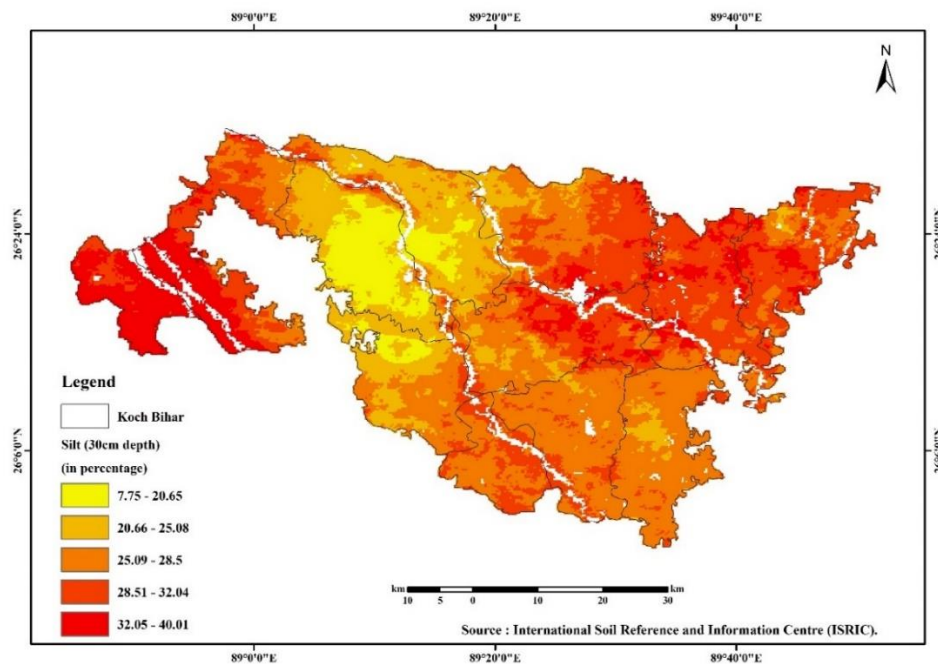 89°0'0"E 89°20'0"E 89°40'0"E
N
26°24'0"N
26°6'0"N 26°6'0"N
Legend
Koch Bihar
Silt (30cm depth)
(in percentage)
7.75 - 20.65
20.66 - 25.08
25.09 - 28.5
28.51 - 32.04
32.05 - 40.01
km km
10 5 0 10 20 30
Source : International Soil Reference and Information Centre (ISRIC).
89°0'0"E 89°20'0"E 89°40'0"E